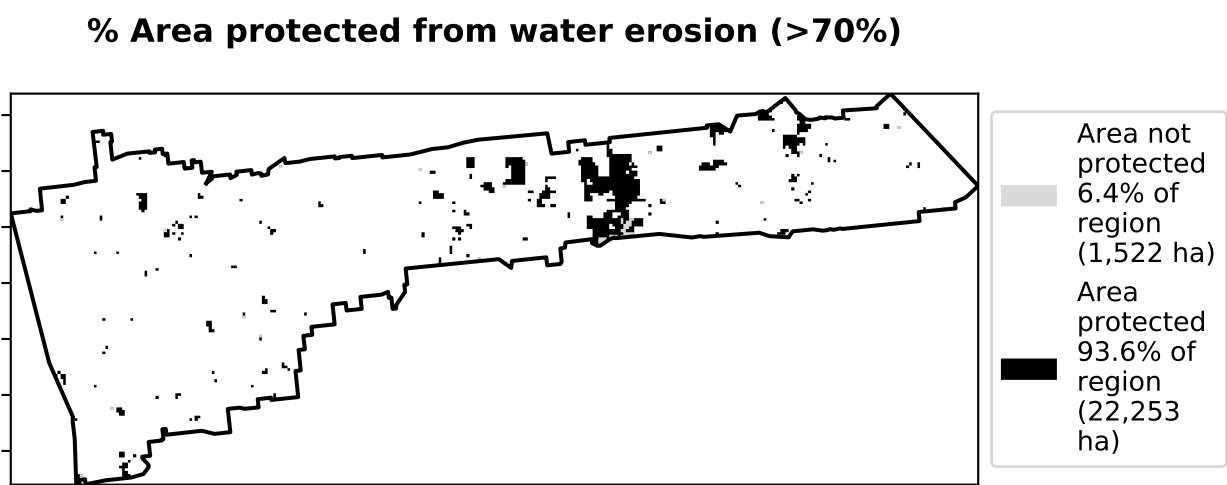 % Area protected from water erosion (>70%)
Area not
protected
6.4% of
region
(1,522 ha)
Area
protected
93.6% of
region
(22,253
ha)